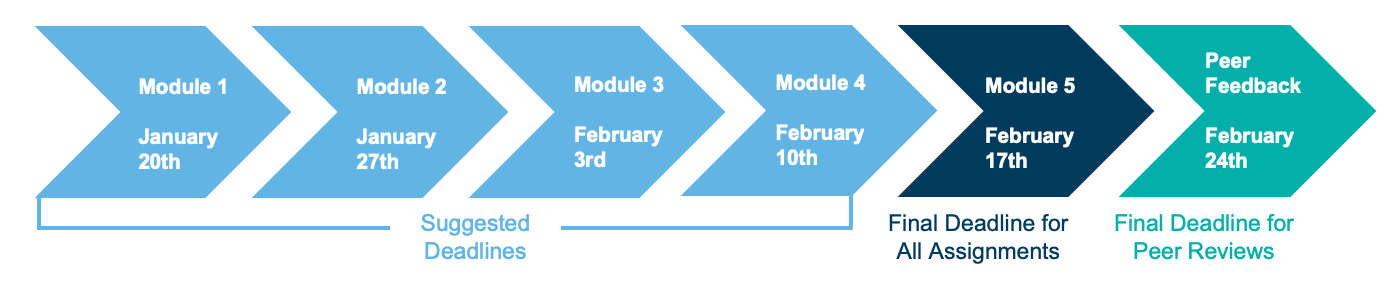 Module 1
January
20th
Module 2
January
27th
Module 3
February
3rd
Module 4
February
10th
Module 5
February
17th
Peer
Feedback
February
24th
Suggested
Deadlines
Final Deadline for
All Assignments
Final Deadline for
Peer Reviews